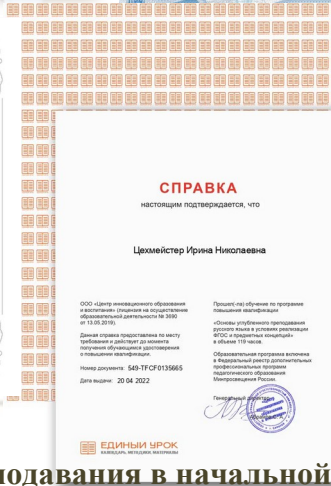 СПРАВКА
настоящим подтверждается, что
Цехмейстер Ирина Николаевна
ООО «Центр инновационного образования
и воспитания» (лицензия на осуществление
образовательной деятельности № 3090
от 13.05.2019).
Данная справка предоставлена по месту
требования и действует до момента
получения обучающимся удостоверения
о повышении квалификации.
Номер документа: 549-TFCF0135665
Дата выдачи: 20 04 2022
Прошел(-ла) обучение по программе
повышения квалификации
«Основы углубленного преподавания
русского языка в условиях реализации
ФГОС и предметных концепций»
в объеме 119 часов.
Образовательная программа включена
в Федеральный реестр дополнительных
профессиональных программ
педагогического образования
Минпросвещения России.
Генеральный директор
ЕДИНЫЙ УРОК
КАЛЕНДАРЬ, МЕТОДИКИ, МАТЕРИАЛЫ
подавания в начальной